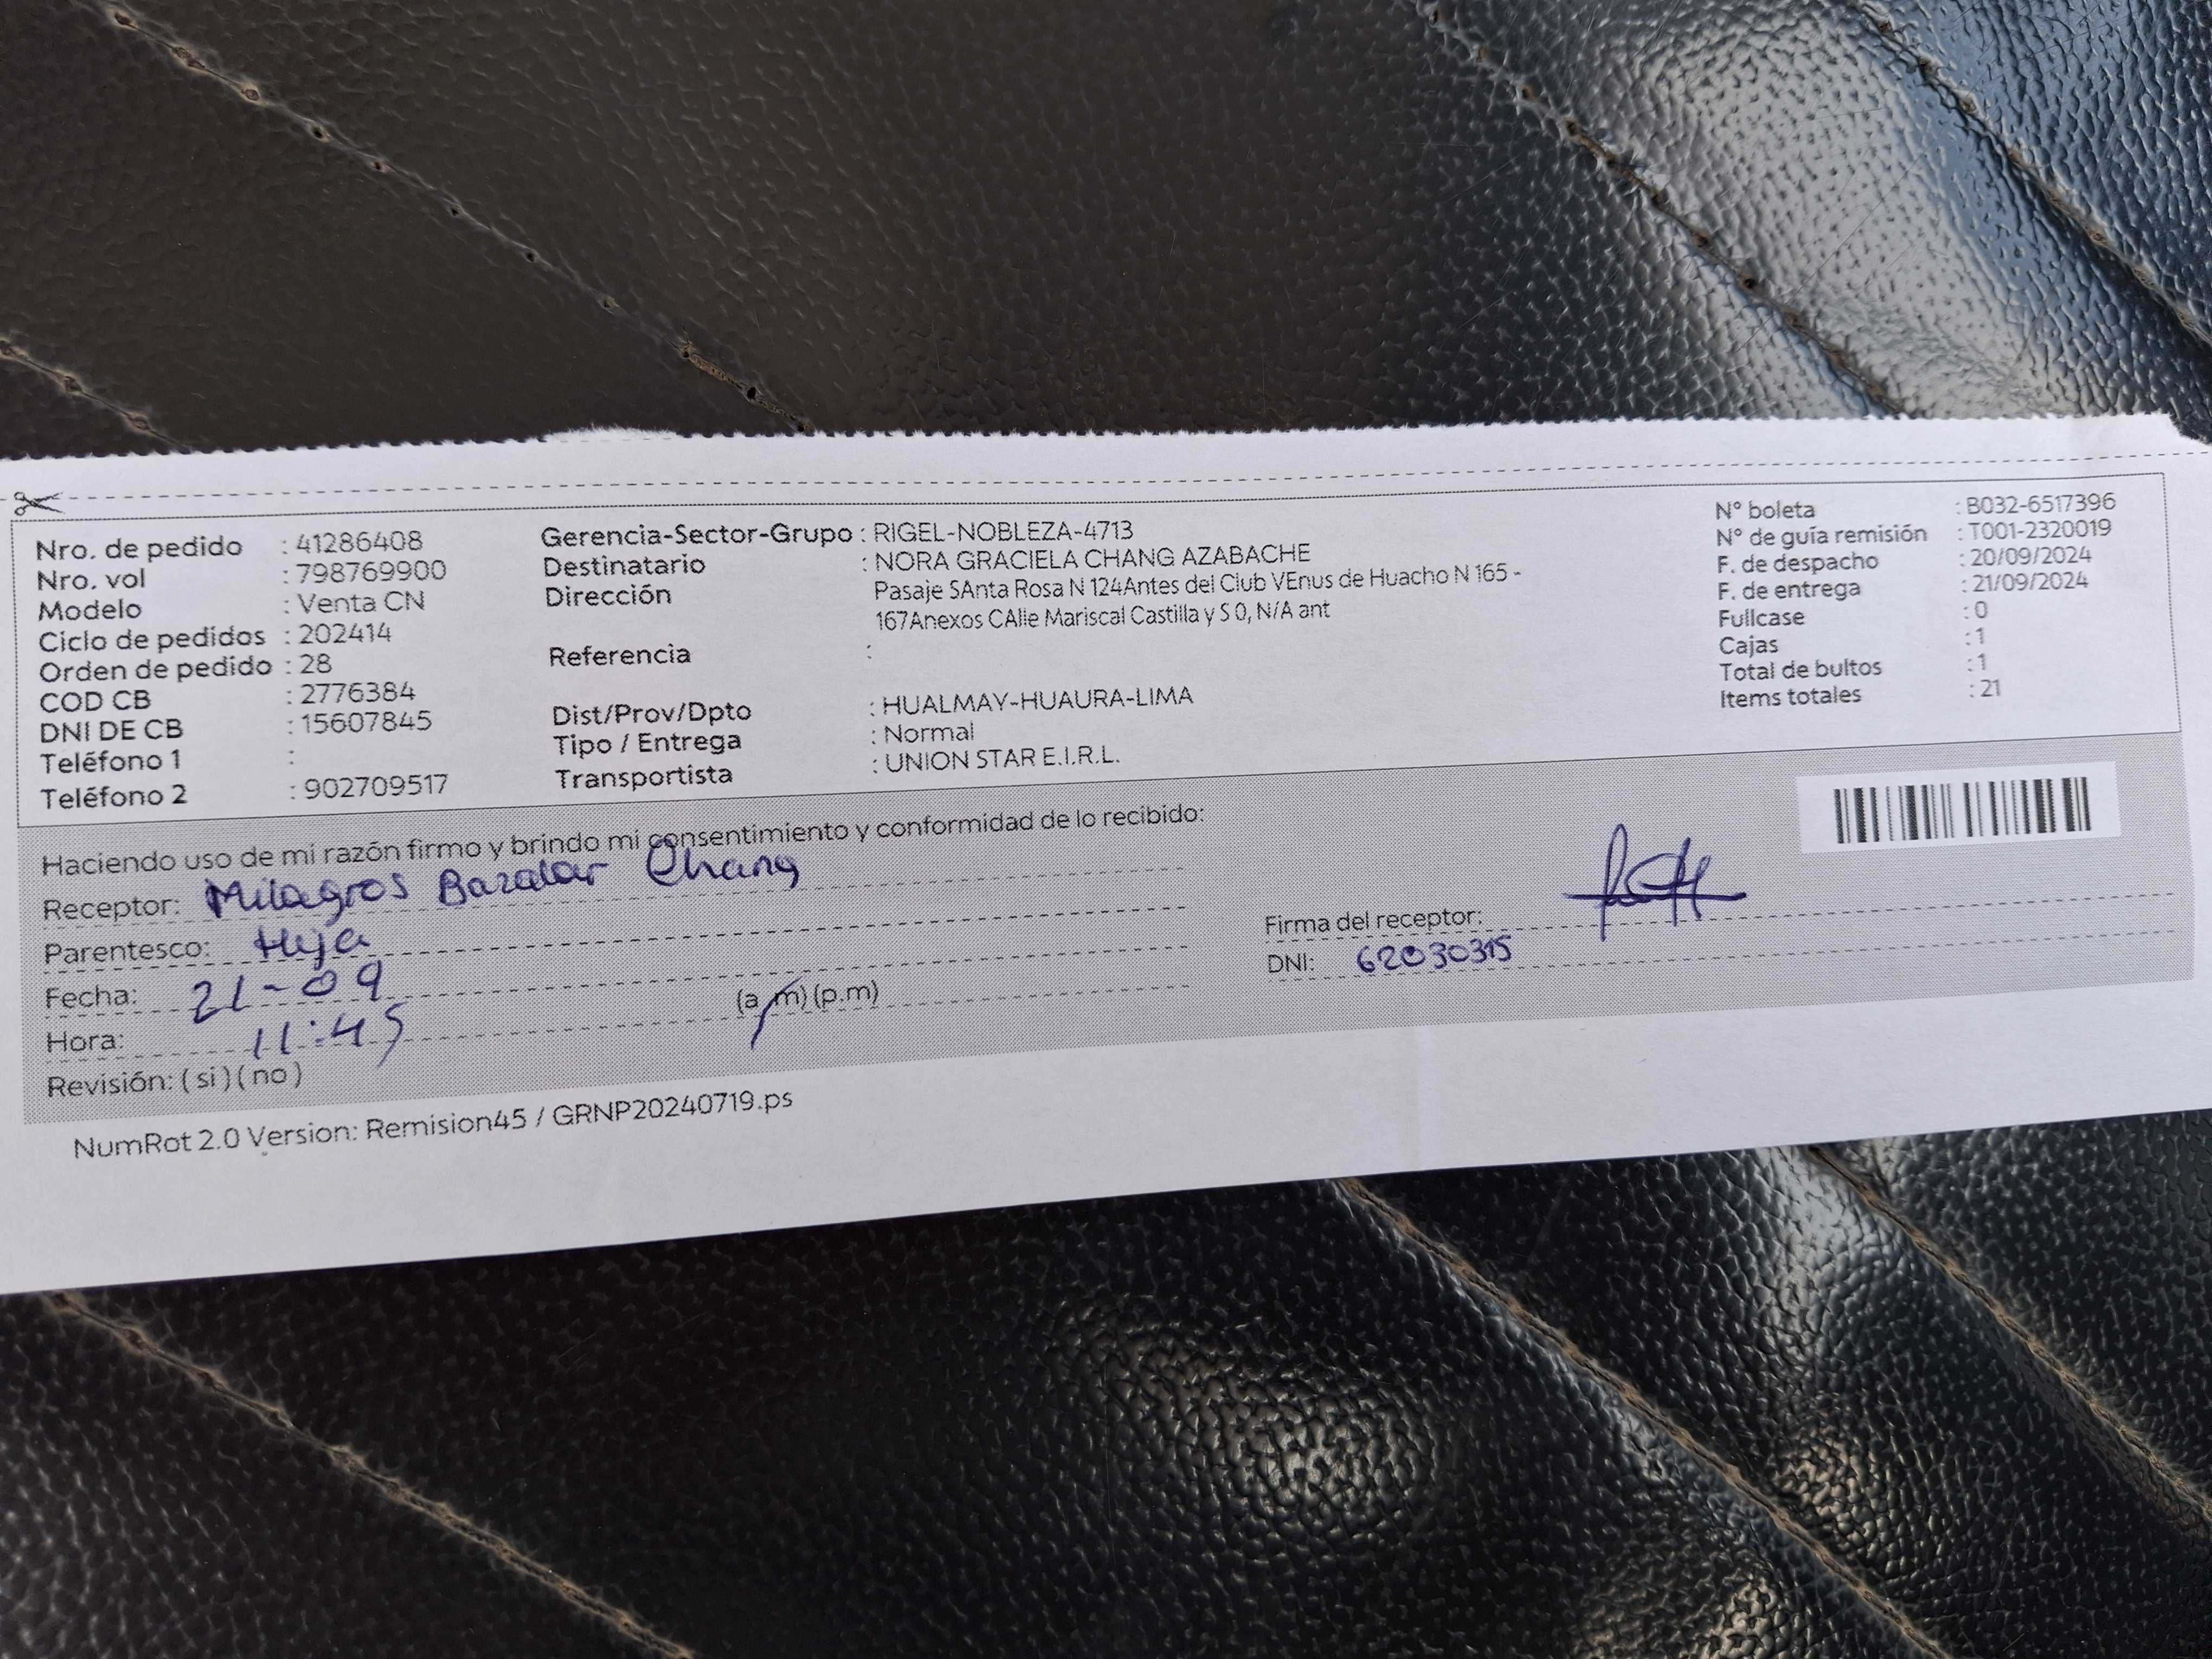 Nro. de pedido : 41286408
Nro. vol : 798769900
Modelo : Venta CN
Ciclo de pedidos : 202414
Orden de pedido : 28
COD CB : 2776384
DNI DE CB : 15607845
Teléfono 1 :
Teléfono 2 : 902709517
Gerencia-Sector-Grupo : RIGEL-NOBLEZA-4713
Destinatario : NORA GRACIELA CHANG AZABACHE
Dirección Pasaje SAnta Rosa N 124Antes del Club VEnus de Huacho N 165 -
167Anexos CAlle Mariscal Castilla y S 0, N/A ant
Referencia :
Dist/Prov/Dpto : HUALMAY-HUAURA-LIMA
Tipo / Entrega : Normal
Transportista : UNION STAR E.I.R.L.
N° boleta : B032-6517396
N° de guía remisión : T001-2320019
F. de despacho : 20/09/2024
F. de entrega : 21/09/2024
Fullcase : 0
Cajas : 1
Total de bultos : 1
Items totales : 21
Haciendo uso de mi razón firmo y brindo mi consentimiento y conformidad de lo recibido:
Receptor: Milagros Bazalar Chang
Parentesco: Hija
Fecha: 21-09
Hora: 11:45 (a.m) (p.m)
Revisión: ( si ) ( no )
Firma del receptor:
DNI: 62030315
NumRot 2.0 Version: Remision45 / GRNP20240719.ps